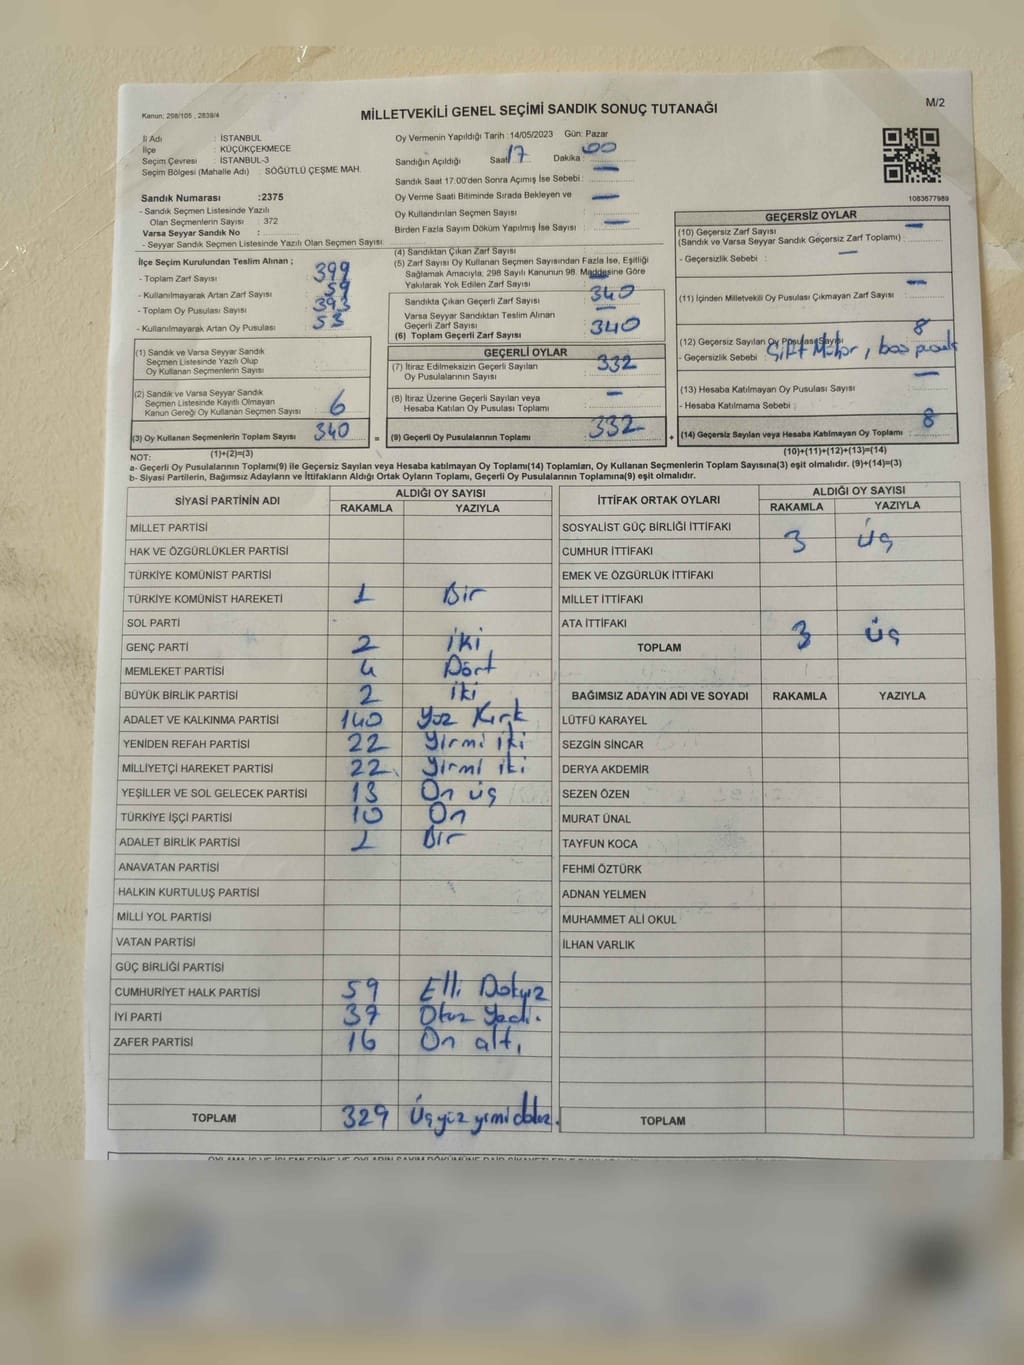 Kanun: 298/105 , 2839/4
MİLLETVEKİLİ GENEL SEÇİMİ SANDIK SONUÇ TUTANAĞI
M/2
İl Adı : İSTANBUL
İlçe : KÜÇÜKÇEKMECE
Seçim Çevresi : İSTANBUL-3
Seçim Bölgesi (Mahalle Adı) : SÖĞÜTLÜ ÇEŞME MAH.
Sandık Numarası :2375
- Sandık Seçmen Listesinde Yazılı
Olan Seçmenlerin Sayısı : 372
Varsa Seyyar Sandık No :
- Seyyar Sandık Seçmen Listesinde Yazılı Olan Seçmen Sayısı:
Oy Vermenin Yapıldığı Tarih : 14/05/2023 Gün: Pazar
Sandığın Açıldığı Saat: 17 Dakika : 00
Sandık Saat 17:00'den Sonra Açımış İse Sebebi : —
Oy Verme Saati Bitiminde Sırada Bekleyen ve
Oy Kullandırılan Seçmen Sayısı —
Birden Fazla Sayım Döküm Yapılmış İse Sayısı : —
1083677989
İlçe Seçim Kurulundan Teslim Alınan ;
- Toplam Zarf Sayısı 399
- Kullanılmayarak Artan Zarf Sayısı 59
- Toplam Oy Pusulası Sayısı 393
- Kullanılmayarak Artan Oy Pusulası 53
(1) Sandık ve Varsa Seyyar Sandık
Seçmen Listesinde Yazılı Olup
Oy Kullanan Seçmenlerin Sayısı
(2) Sandık ve Varsa Seyyar Sandık
Seçmen Listesinde Kayıtlı Olmayan
Kanun Gereği Oy Kullanan Seçmen Sayısı 6
(3) Oy Kullanan Seçmenlerin Toplam Sayısı 340
(1)+(2)=(3)
(4) Sandıktan Çıkan Zarf Sayısı
(5) Zarf Sayısı Oy Kullanan Seçmen Sayısından Fazla İse, Eşitliği
Sağlamak Amacıyla, 298 Sayılı Kanunun 98. Maddesine Göre
Yakılarak Yok Edilen Zarf Sayısı —
Sandıkta Çıkan Geçerli Zarf Sayısı 340
Varsa Seyyar Sandıktan Teslim Alınan
Geçerli Zarf Sayısı —
(6) Toplam Geçerli Zarf Sayısı 340
GEÇERLİ OYLAR
(7) İtiraz Edilmeksizin Geçerli Sayılan
Oy Pusulalarının Sayısı 332
(8) İtiraz Üzerine Geçerli Sayılan veya
Hesaba Katılan Oy Pusulası Toplamı —
= (9) Geçerli Oy Pusulalarının Toplamı 332
GEÇERSİZ OYLAR
(10) Geçersiz Zarf Sayısı —
(Sandık ve Varsa Seyyar Sandık Geçersiz Zarf Toplamı) :
- Geçersizlik Sebebi : —
(11) İçinden Milletvekili Oy Pusulası Çıkmayan Zarf Sayısı —
(12) Geçersiz Sayılan Oy Pusulası Sayısı 8
- Geçersizlik Sebebi : Çift Mühür, boş
(13) Hesaba Katılmayan Oy Pusulası Sayısı —
- Hesaba Katılmama Sebebi :
+ (14) Geçersiz Sayılan veya Hesaba Katılmayan Oy Toplamı 8
(10)+(11)+(12)+(13)=(14)
NOT:
a- Geçerli Oy Pusulalarının Toplamı(9) ile Geçersiz Sayılan veya Hesaba katılmayan Oy Toplamı(14) Toplamları, Oy Kullanan Seçmenlerin Toplam Sayısına(3) eşit olmalıdır. (9)+(14)=(3)
b- Siyasi Partilerin, Bağımsız Adayların ve İttifakların Aldığı Ortak Oyların Toplamı, Geçerli Oy Pusulalarının Toplamına(9) eşit olmalıdır.
SİYASİ PARTİNİN ADI ALDIĞI OY SAYISI
RAKAMLA YAZIYLA
MİLLET PARTİSİ
HAK VE ÖZGÜRLÜKLER PARTİSİ
TÜRKİYE KOMÜNİST PARTİSİ
TÜRKİYE KOMÜNİST HAREKETİ 1 Bir
SOL PARTİ
GENÇ PARTİ 2 İki
MEMLEKET PARTİSİ 4 Dört
BÜYÜK BİRLİK PARTİSİ 2 İki
ADALET VE KALKINMA PARTİSİ 140 Yüz Kırk
YENİDEN REFAH PARTİSİ 22 Yirmi iki
MİLLİYETÇİ HAREKET PARTİSİ 22 Yirmi iki
YEŞİLLER VE SOL GELECEK PARTİSİ 13 On üç
TÜRKİYE İŞÇİ PARTİSİ 10 On
ADALET BİRLİK PARTİSİ 1 Bir
ANAVATAN PARTİSİ
HALKIN KURTULUŞ PARTİSİ
MİLLİ YOL PARTİSİ
VATAN PARTİSİ
GÜÇ BİRLİĞİ PARTİSİ
CUMHURİYET HALK PARTİSİ 59 Elli Dokuz
İYİ PARTİ 37 Otuz Yedi.
ZAFER PARTİSİ 16 On altı
TOPLAM 329 Üçyüz yirmi dokuz.
İTTİFAK ORTAK OYLARI ALDIĞI OY SAYISI
RAKAMLA YAZIYLA
SOSYALİST GÜÇ BİRLİĞİ İTTİFAKI
CUMHUR İTTİFAKI 3 Üç
EMEK VE ÖZGÜRLÜK İTTİFAKI
MİLLET İTTİFAKI
ATA İTTİFAKI
TOPLAM 3 Üç
BAĞIMSIZ ADAYIN ADI VE SOYADI RAKAMLA YAZIYLA
LÜTFÜ KARAYEL
SEZGİN SİNCAR
DERYA AKDEMİR
SEZEN ÖZEN
MURAT ÜNAL
TAYFUN KOCA
FEHMİ ÖZTÜRK
ADNAN YELMEN
MUHAMMET ALİ OKUL
İLHAN VARLIK
TOPLAM